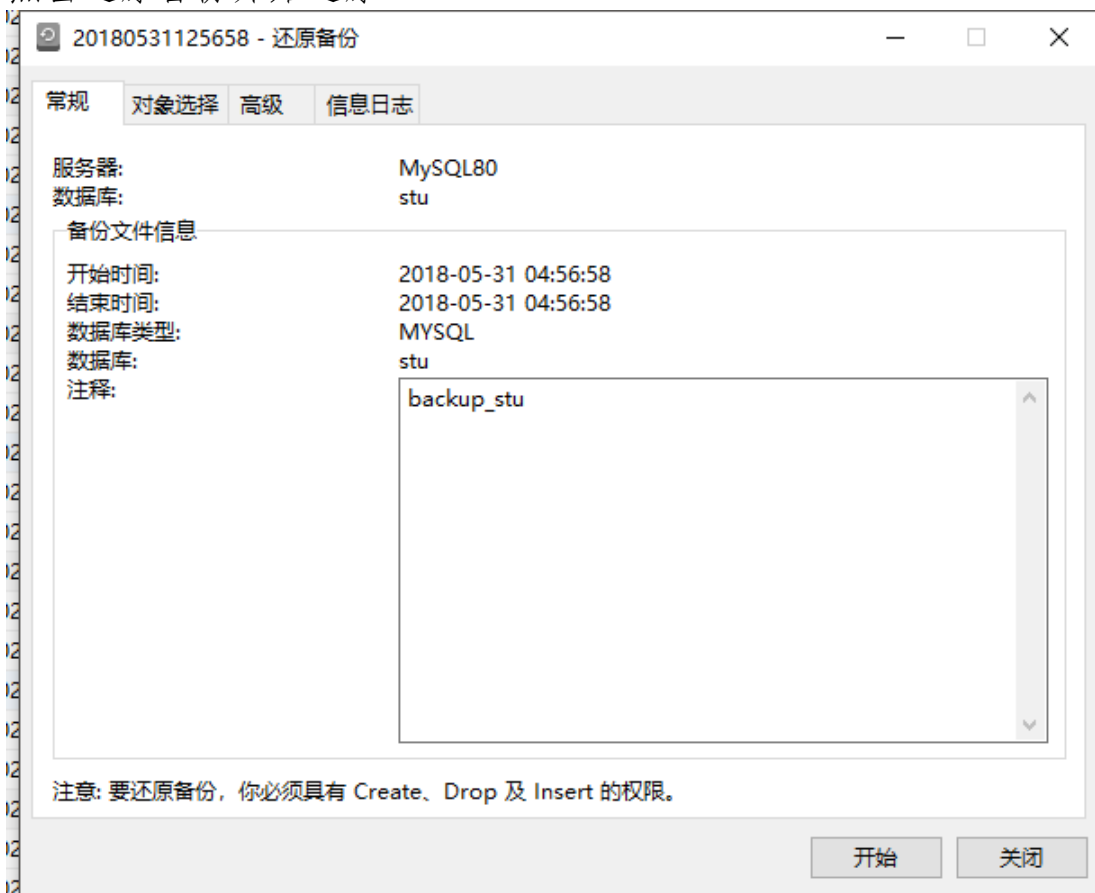 20180531125658 - 还原备份
常规 对象选择 高级 信息日志
服务器: MySQL80
数据库: stu
备份文件信息
开始时间: 2018-05-31 04:56:58
结束时间: 2018-05-31 04:56:58
数据库类型: MYSQL
数据库: stu
注释: backup_stu
注意: 要还原备份，你必须具有 Create、Drop 及 Insert 的权限。
开始 关闭